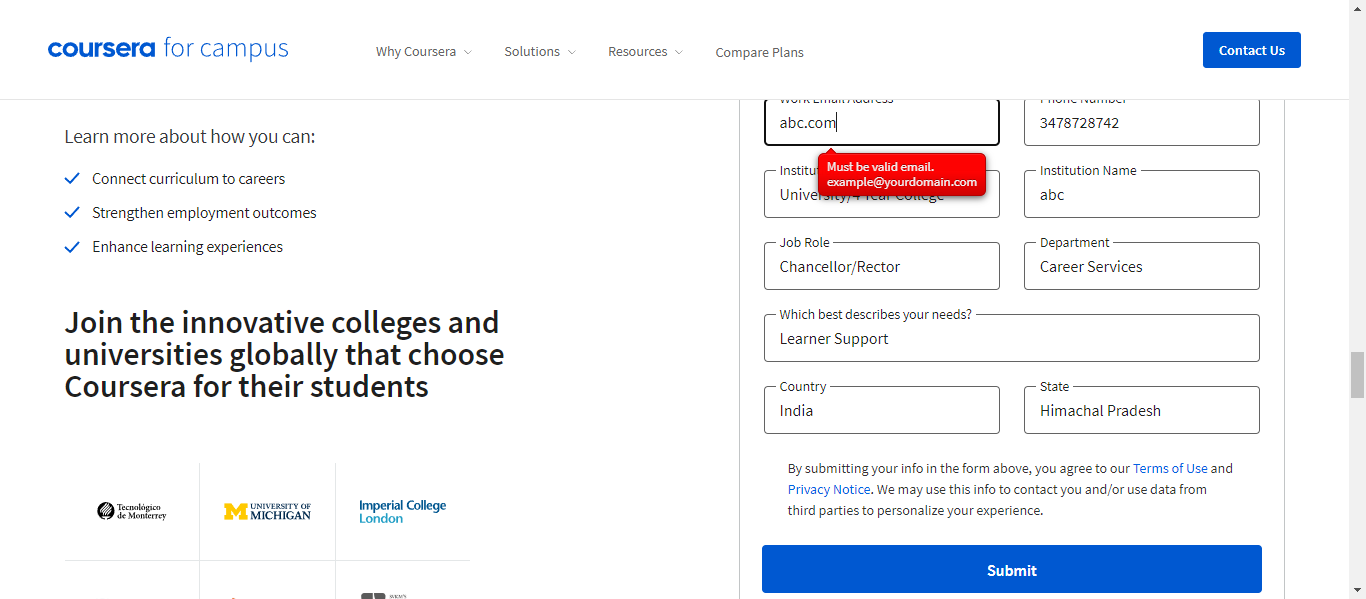 coursera for campus
Why Coursera
Solutions
Resources
Compare Plans
Contact Us
Learn more about how you can:
Connect curriculum to careers
Strengthen employment outcomes
Enhance learning experiences
Join the innovative colleges and
universities globally that choose
Coursera for their students
Tecnológico
de Monterrey
UNIVERSITY OF
MICHIGAN
Imperial College
London
Work Email Address
abc.com
Phone Number
3478728742
Must be valid email.
example@yourdomain.com
University/4 Year College
Institution Name
abc
Job Role
Chancellor/Rector
Department
Career Services
Which best describes your needs?
Learner Support
Country
India
State
Himachal Pradesh
By submitting your info in the form above, you agree to our Terms of Use and
Privacy Notice. We may use this info to contact you and/or use data from
third parties to personalize your experience.
Submit